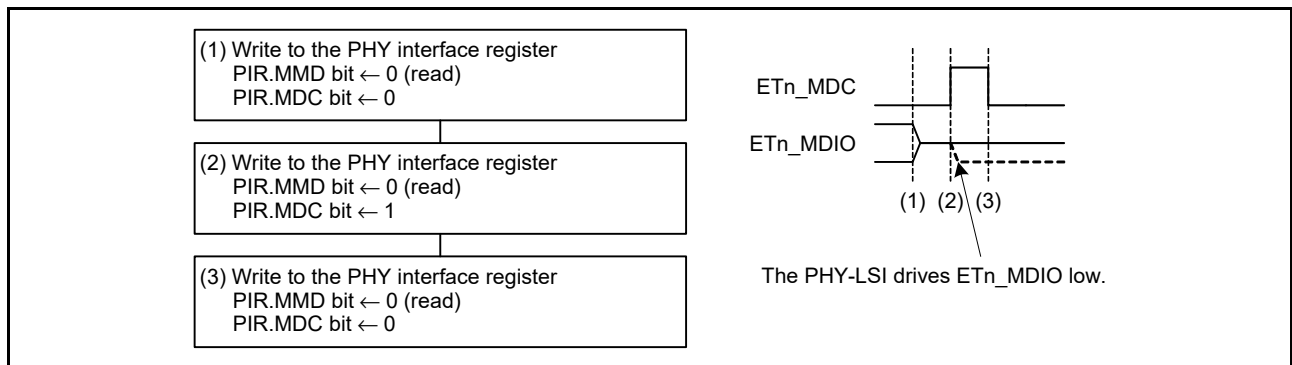 (1) Write to the PHY interface register
PIR.MMD bit ← 0 (read)
PIR.MDC bit ← 0
(2) Write to the PHY interface register
PIR.MMD bit ← 0 (read)
PIR.MDC bit ← 1
(3) Write to the PHY interface register
PIR.MMD bit ← 0 (read)
PIR.MDC bit ← 0
ETn_MDC
ETn_MDIO
(1) (2) (3)
The PHY-LSI drives ETn_MDIO low.